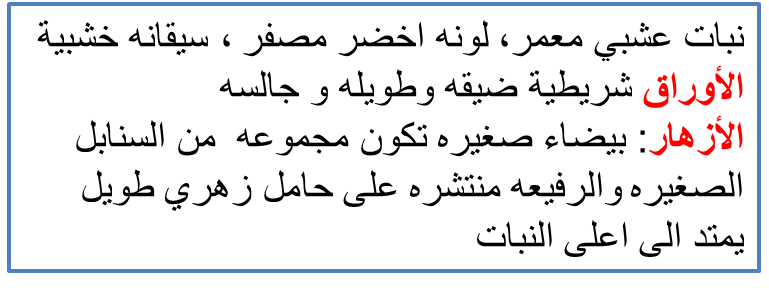 نبات عشبي معمر، لونه اخضر مصفر ، سيقانه خشبية
الأوراق شريطية ضيقه وطويله و جالسه
الأزهار: بيضاء صغيره تكون مجموعه من السنابل
الصغيره والرفيعه منتشره على حامل زهري طويل
يمتد الى اعلى النبات